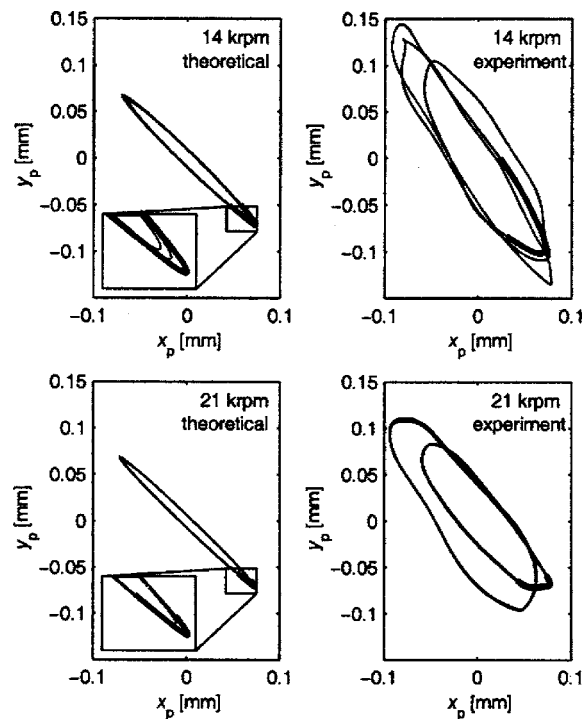 14 krpm
theoretical
0.15
0.1
0.05
0
−0.05
−0.1
y_p [mm]
−0.1
0
0.1
x_p [mm]
14 krpm
experiment
0.15
0.1
0.05
0
−0.05
−0.1
y_p [mm]
−0.1
0
0.1
x_p [mm]
21 krpm
theoretical
0.15
0.1
0.05
0
−0.05
−0.1
y_p [mm]
−0.1
0
0.1
x_p [mm]
21 krpm
experiment
0.15
0.1
0.05
0
−0.05
−0.1
y_p [mm]
−0.1
0
0.1
x_p [mm]